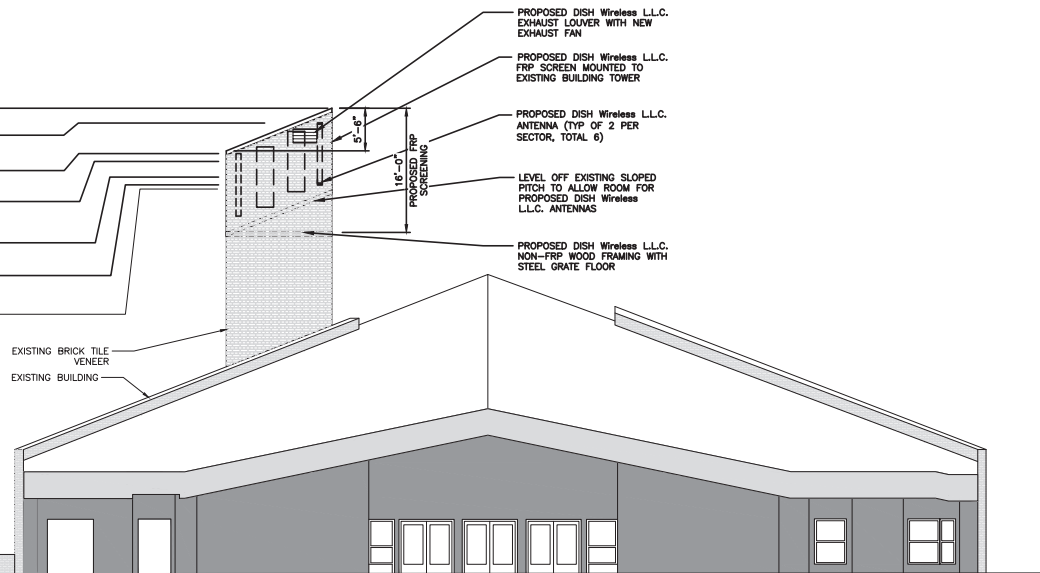 PROPOSED DISH Wireless L.L.C.
EXHAUST LOUVER WITH NEW
EXHAUST FAN
PROPOSED DISH Wireless L.L.C.
FRP SCREEN MOUNTED TO
EXISTING BUILDING TOWER
PROPOSED DISH Wireless L.L.C.
ANTENNA (TYP OF 2 PER
SECTOR, TOTAL 6)
5'-6"
16'-0"
PROPOSED FRP
SCREENING
LEVEL OFF EXISTING SLOPED
PITCH TO ALLOW ROOM FOR
PROPOSED DISH Wireless
L.L.C. ANTENNAS
PROPOSED DISH Wireless L.L.C.
NON-FRP WOOD FRAMING WITH
STEEL GRATE FLOOR
EXISTING BRICK TILE
VENEER
EXISTING BUILDING